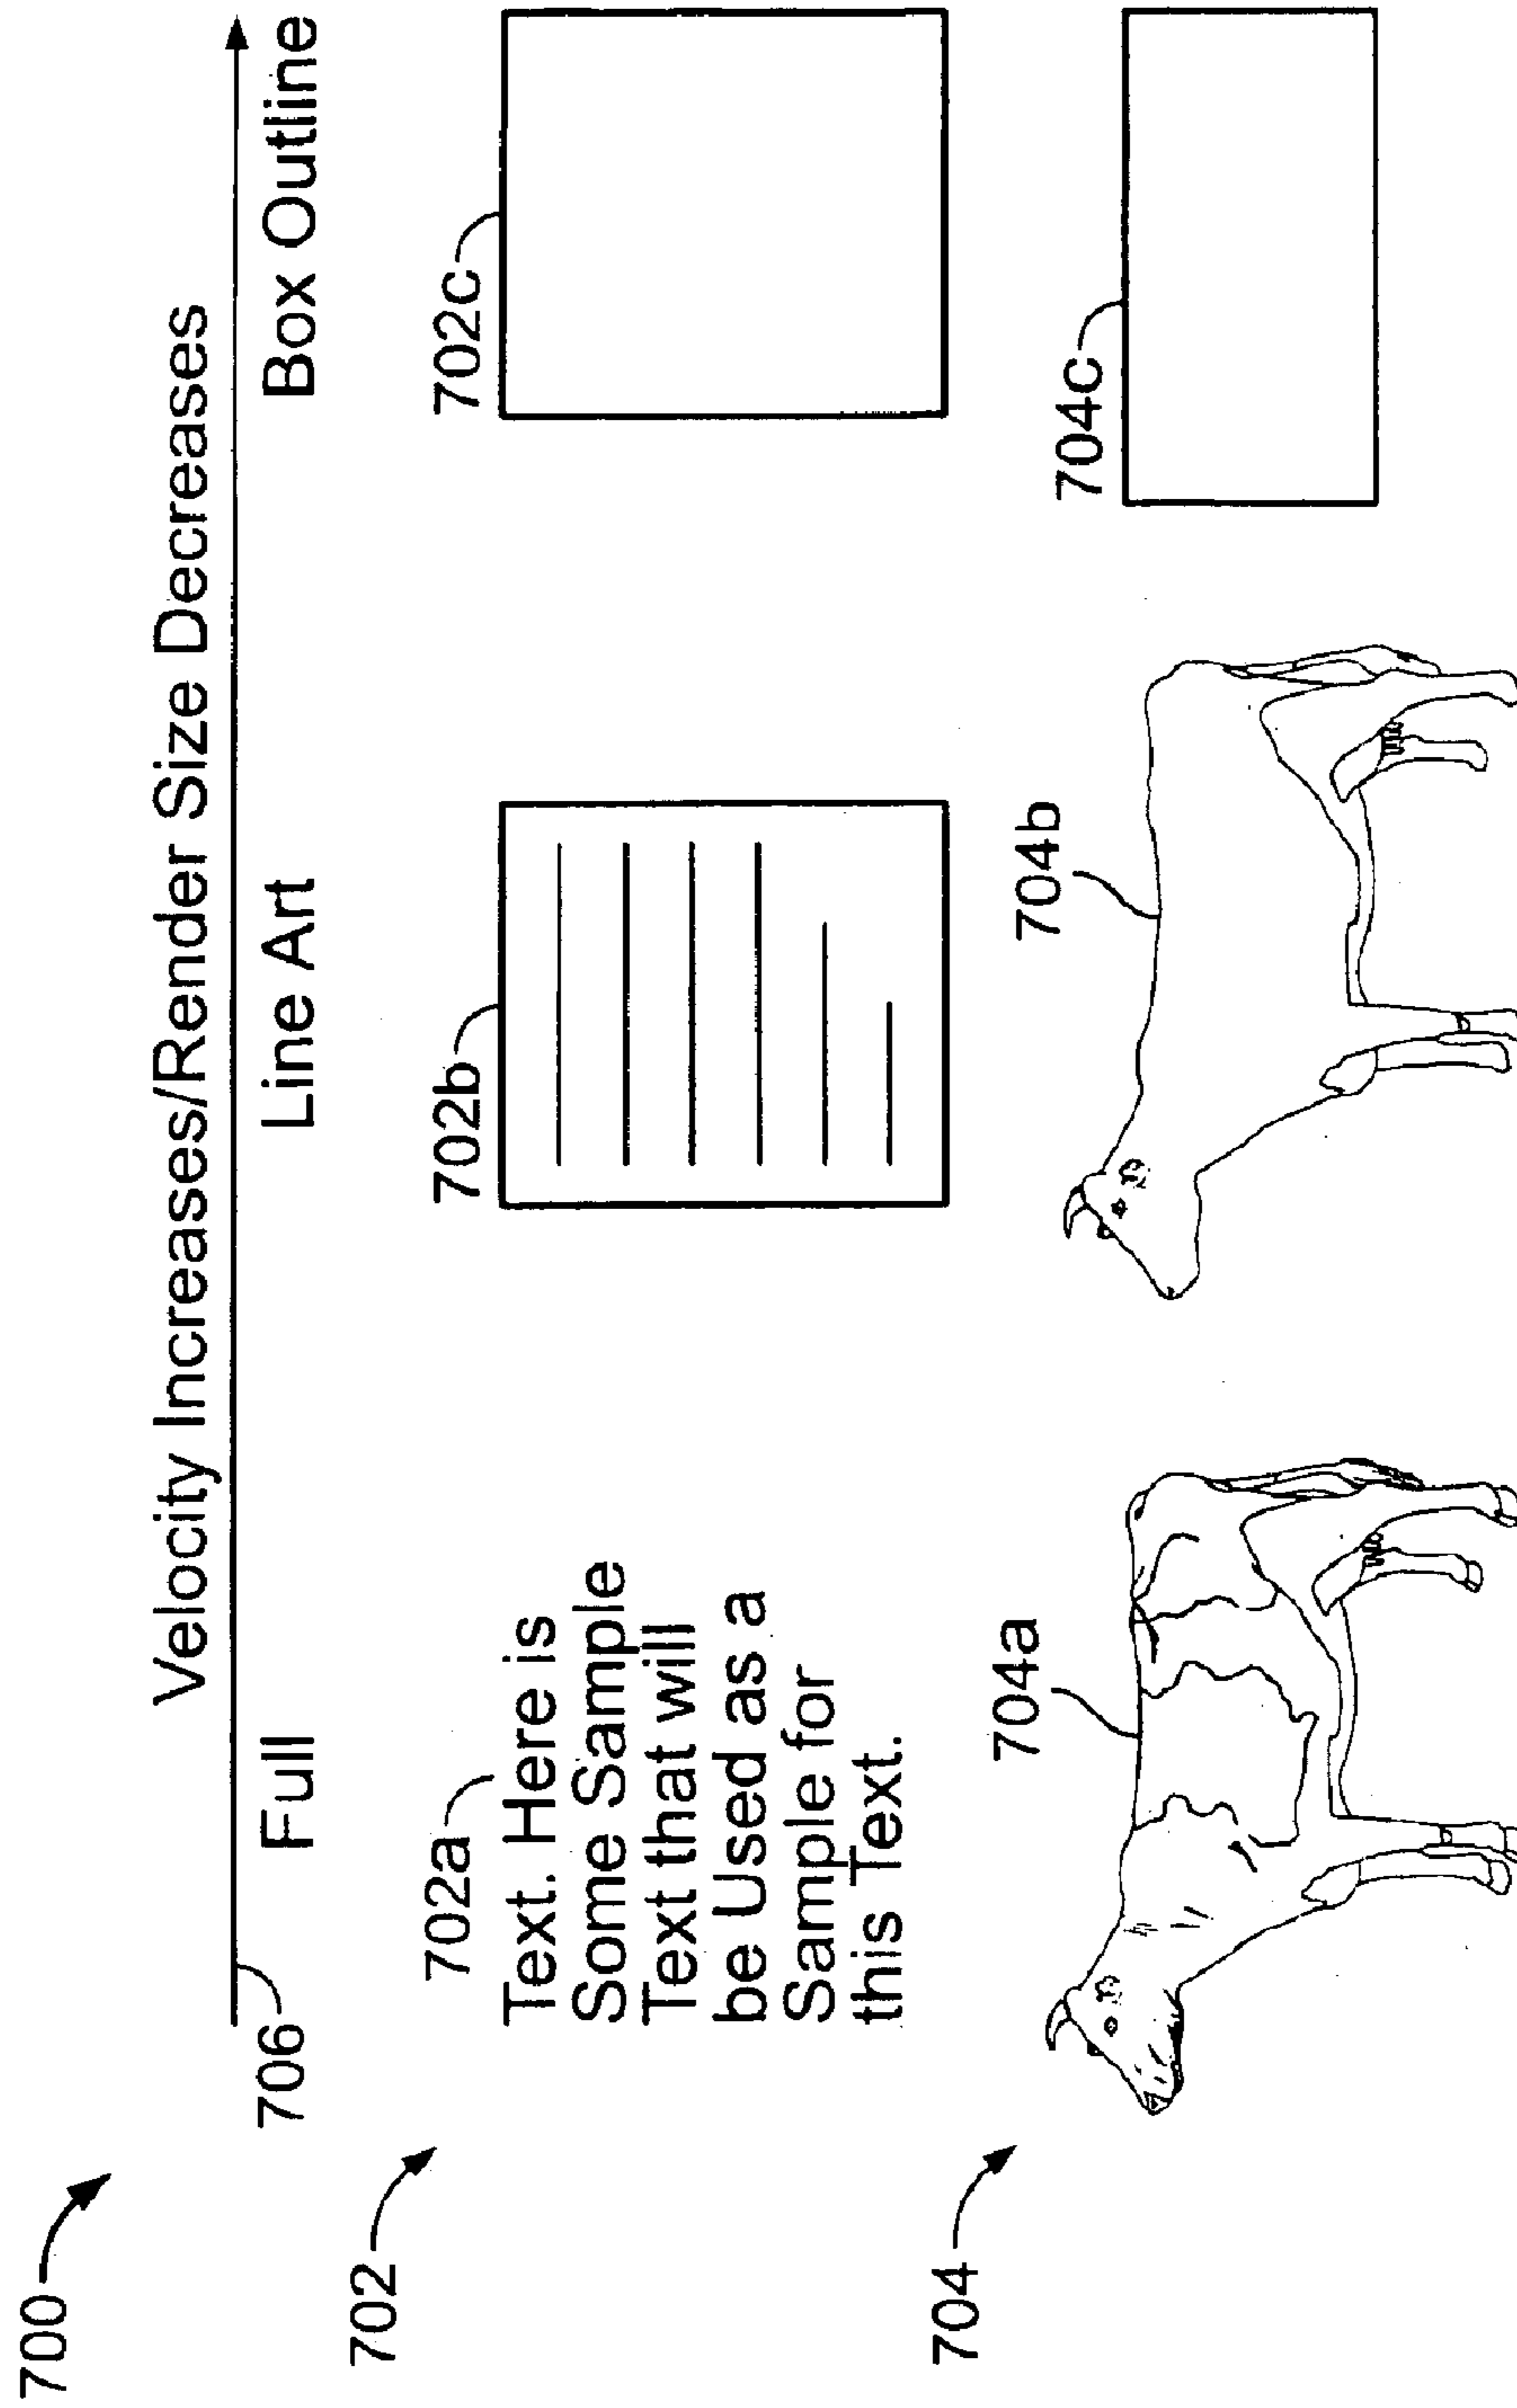 700
Velocity Increases/Render Size Decreases
706
Full
Line Art
Box Outline
702
702a
702b
702c
Text. Here is
Some Sample
Text that will
be Used as a
Sample for
this Text.
704
704a
704b
704c